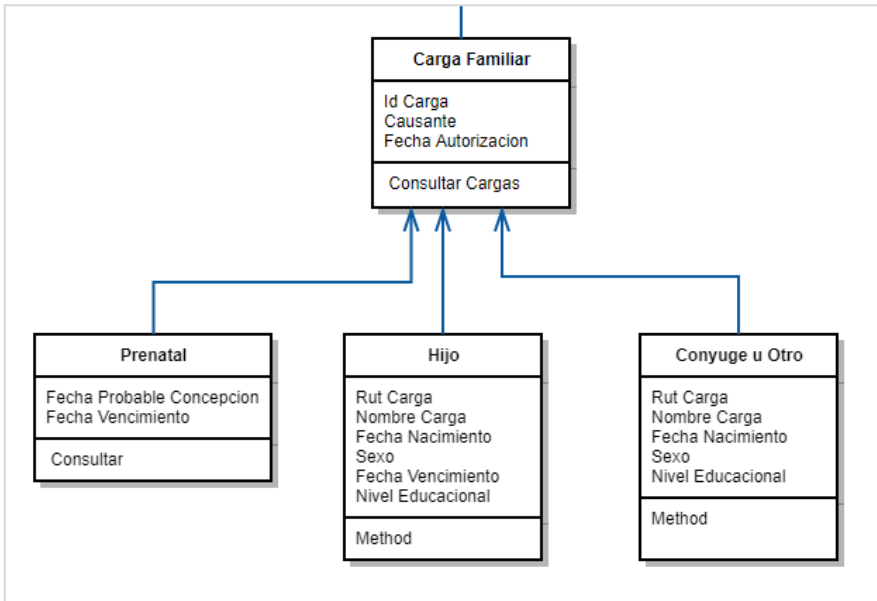 Carga Familiar
Id Carga
Causante
Fecha Autorizacion
Consultar Cargas
Prenatal
Fecha Probable Concepcion
Fecha Vencimiento
Consultar
Hijo
Rut Carga
Nombre Carga
Fecha Nacimiento
Sexo
Fecha Vencimiento
Nivel Educacional
Method
Conyuge u Otro
Rut Carga
Nombre Carga
Fecha Nacimiento
Sexo
Nivel Educacional
Method